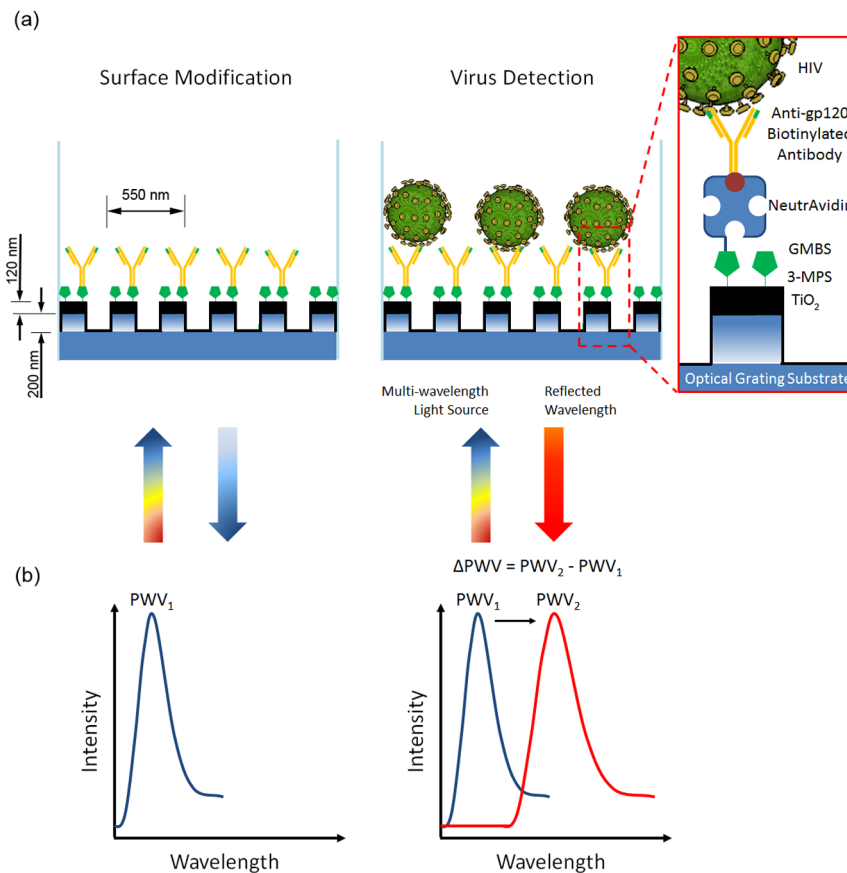 (a)
Surface Modification
Virus Detection
HIV
Anti-gp120
Biotinylated
Antibody
NeutrAvidin
GMBS
3-MPS
TiO₂
Optical Grating Substrate
550 nm
120 nm
200 nm
Multi-wavelength
Light Source
Reflected
Wavelength
(b)
ΔPWV = PWV₂ - PWV₁
PWV₁
Intensity
Wavelength
PWV₁
PWV₂
Intensity
Wavelength